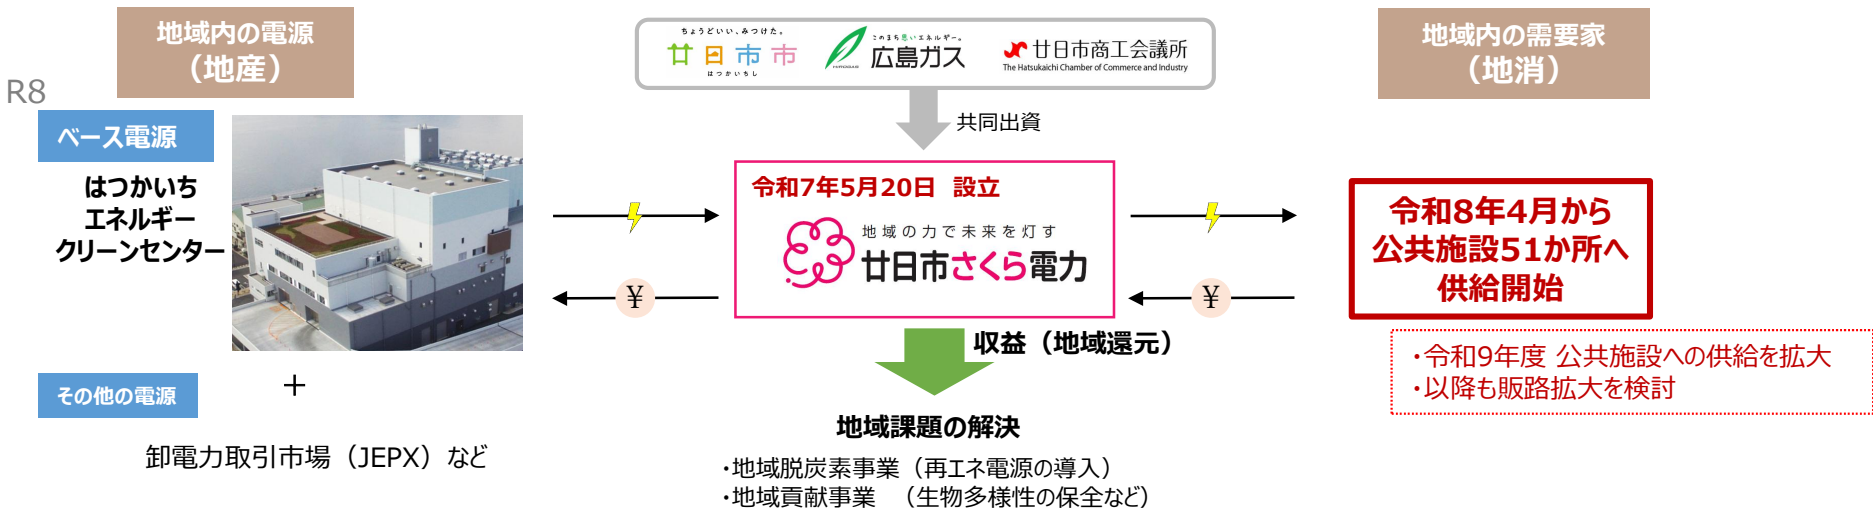 R8
地域内の電源
（地産）
ベース電源
はつかいち
エネルギー
クリーンセンター
その他の電源
＋
卸電力取引市場（JEPX）など
ちょうどいい、みつけた。
廿日市市
はつかいちし
このまち思いエネルギー。
HIROGAS
広島ガス
廿日市商工会議所
The Hatsukaichi Chamber of Commerce and Industry
共同出資
令和7年5月20日 設立
地域の力で未来を灯す
廿日市さくら電力
¥
¥
収益（地域還元）
地域課題の解決
・地域脱炭素事業（再エネ電源の導入）
・地域貢献事業　（生物多様性の保全など）
地域内の需要家
（地消）
令和8年4月から
公共施設51か所へ
供給開始
・令和9年度 公共施設への供給を拡大
・以降も販路拡大を検討